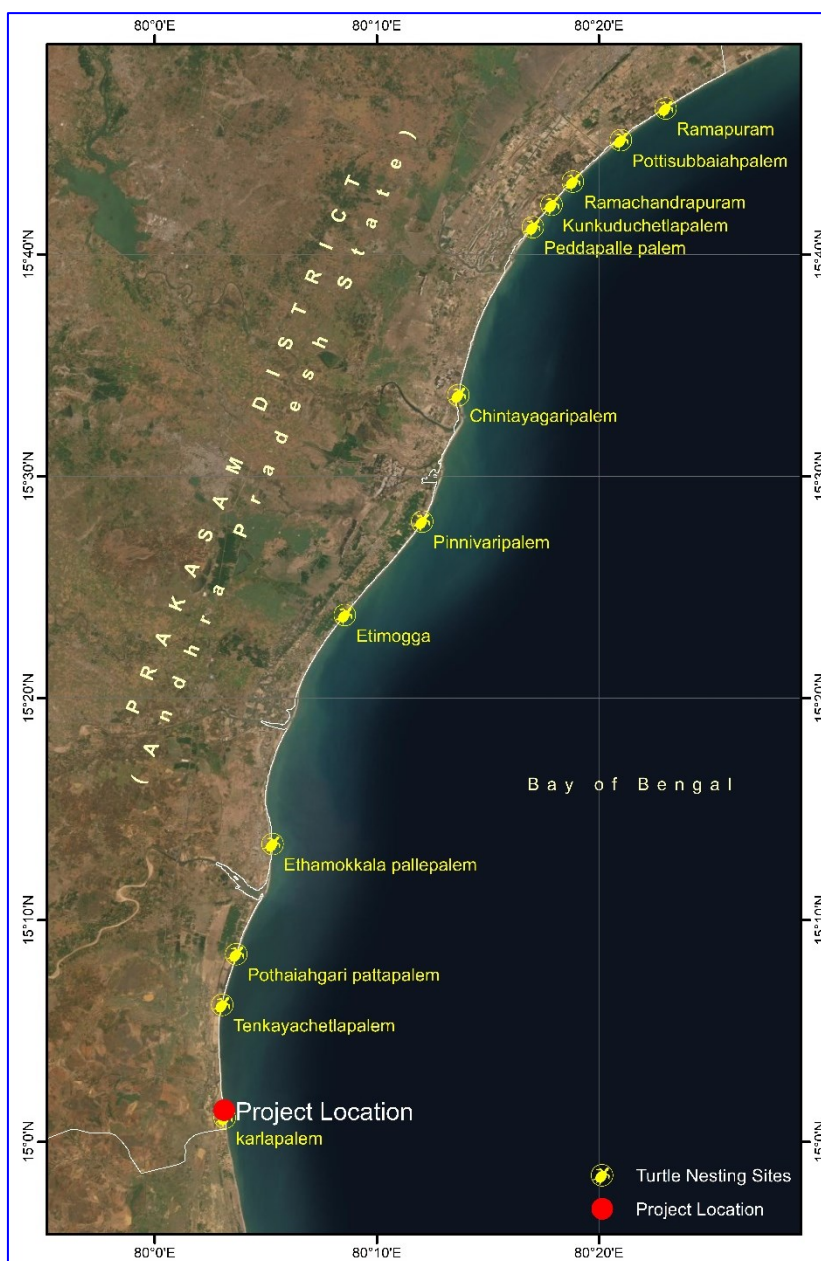 80°0'E 80°10'E 80°20'E
Ramapuram
Pottisubbaiahpalem
Ramachandrapuram
Kunkuduchetlapalem
Peddapalle palem
15°40'N 15°40'N
PRAKASAM DISTRICT
(Andhra Pradesh State)
Chintayagaripalem
15°30'N 15°30'N
Pinnivaripalem
Etimogga
15°20'N 15°20'N
Bay of Bengal
Ethamokkala pallepalem
15°10'N 15°10'N
Pothaiahgari pattapalem
Tenkayachetlapalem
Project Location
karlapalem
15°0'N 15°0'N
Turtle Nesting Sites
Project Location
80°0'E 80°10'E 80°20'E